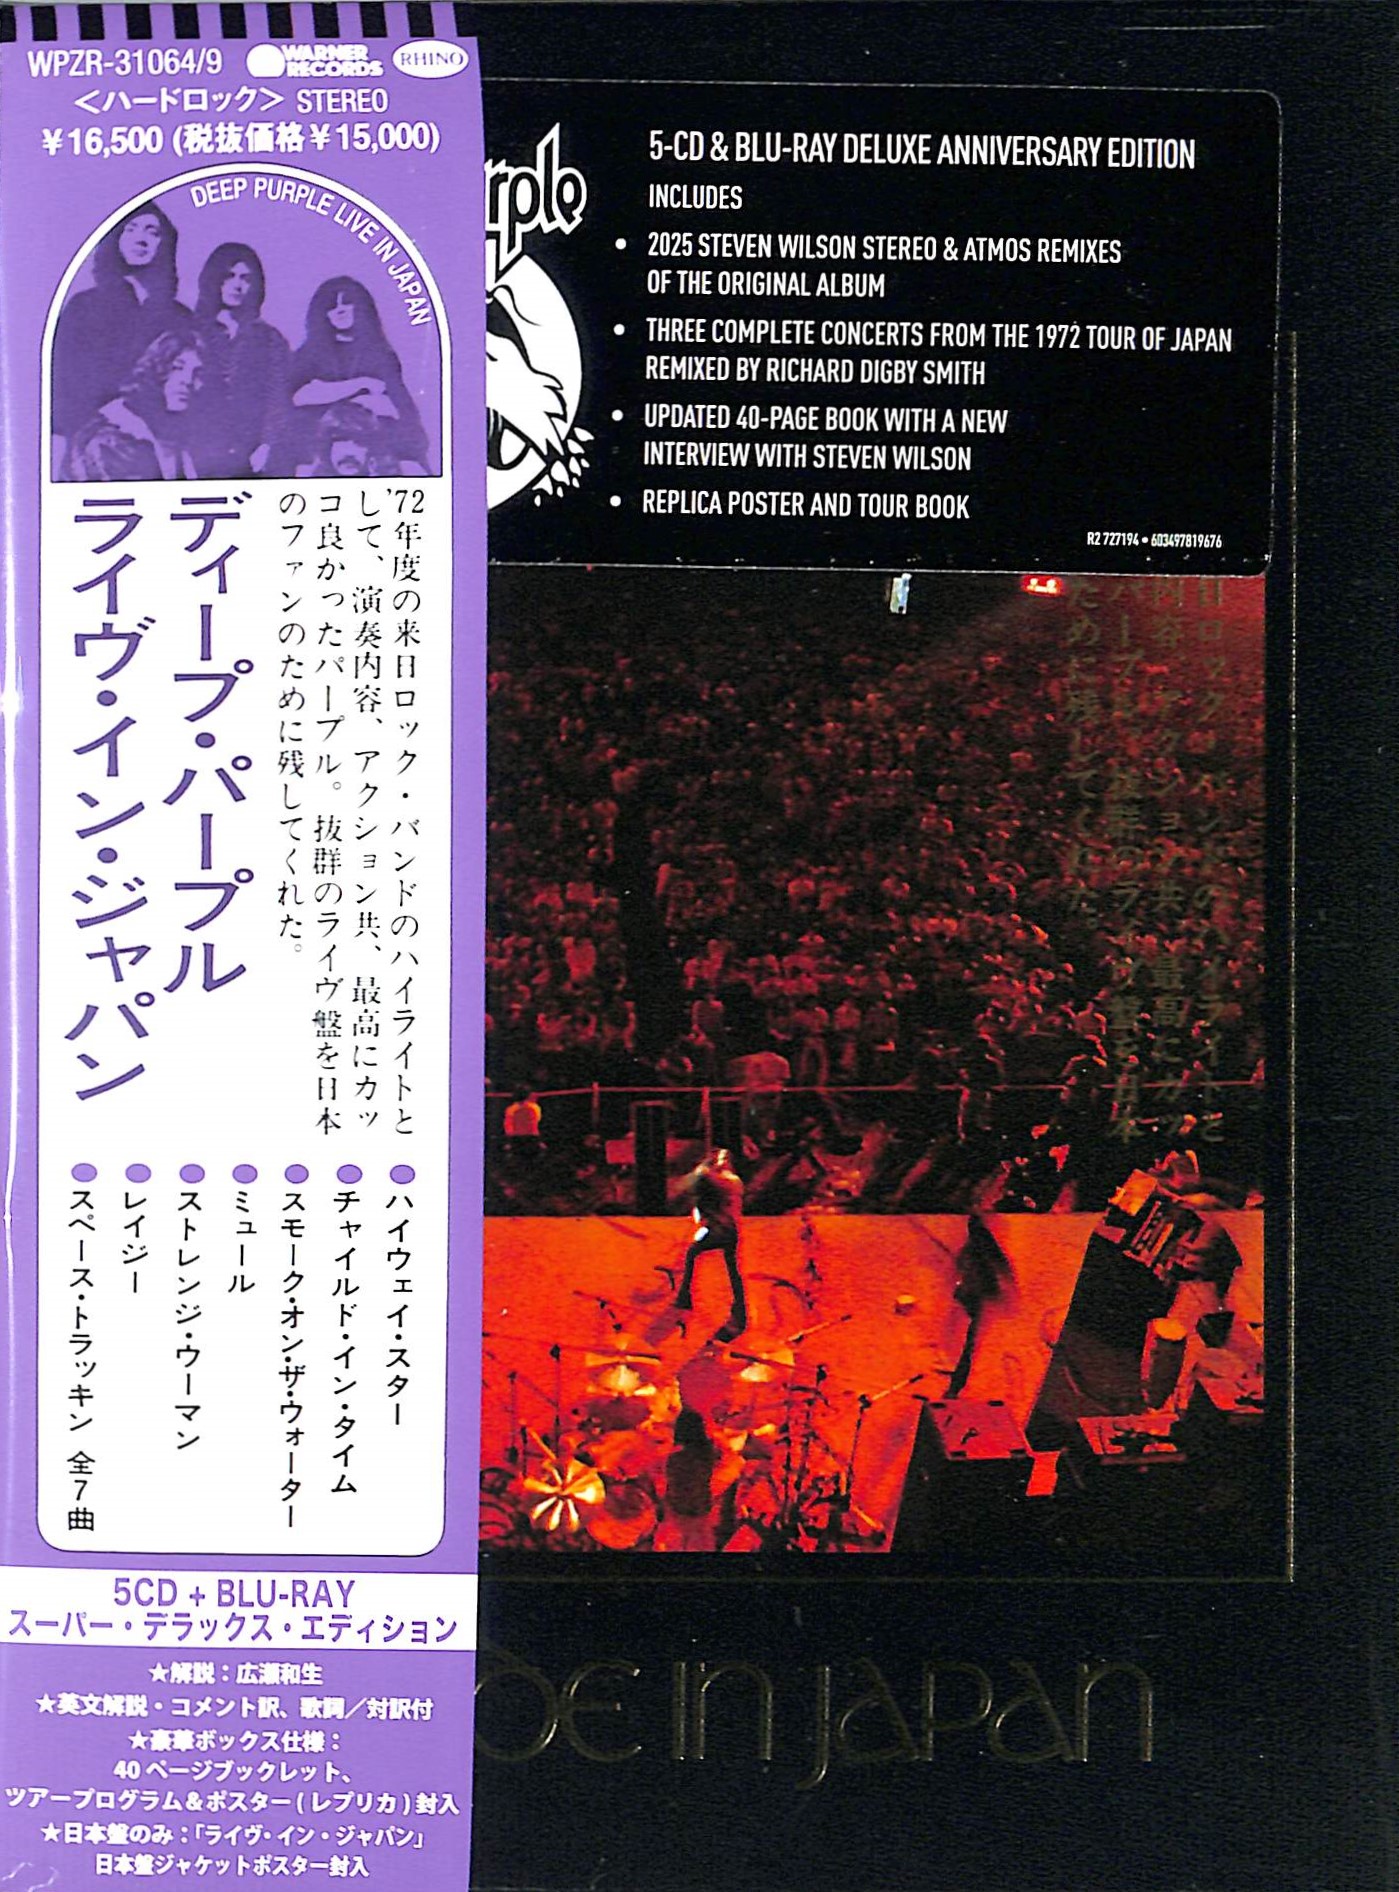 WPZR-31064/9 WARNER RECORDS RHINO
<ハードロック> STEREO
¥16,500 (税抜価格¥15,000)
DEEP PURPLE LIVE IN JAPAN
'72年度の来日ロック・バンドのハイライトと
して、演奏内容、アクション共、最高にカッ
コ良かったパープル。抜群のライヴ盤を日本
のファンのために残してくれた。
ディープ・パープル
ライヴ・イン・ジャパン
●ハイウェイ・スター
●チャイルド・イン・タイム
●スモーク・オン・ザ・ウォーター
●ミュール
●ストレンジ・ウーマン
●レイジー
●スペース・トラッキン 全7曲
5CD + BLU-RAY
スーパー・デラックス・エディション
★解説：広瀬和生
★英文解説・コメント訳、歌詞／対訳付
★豪華ボックス仕様：
40ページブックレット、
ツアープログラム&ポスター(レプリカ)封入
★日本盤のみ：「ライヴ・イン・ジャパン」
日本盤ジャケットポスター封入
rple
5-CD & BLU-RAY DELUXE ANNIVERSARY EDITION
INCLUDES
• 2025 STEVEN WILSON STEREO & ATMOS REMIXES
OF THE ORIGINAL ALBUM
• THREE COMPLETE CONCERTS FROM THE 1972 TOUR OF JAPAN
REMIXED BY RICHARD DIGBY SMITH
• UPDATED 40-PAGE BOOK WITH A NEW
INTERVIEW WITH STEVEN WILSON
• REPLICA POSTER AND TOUR BOOK
R2 727194 • 603497819676
DE IN JAPAN